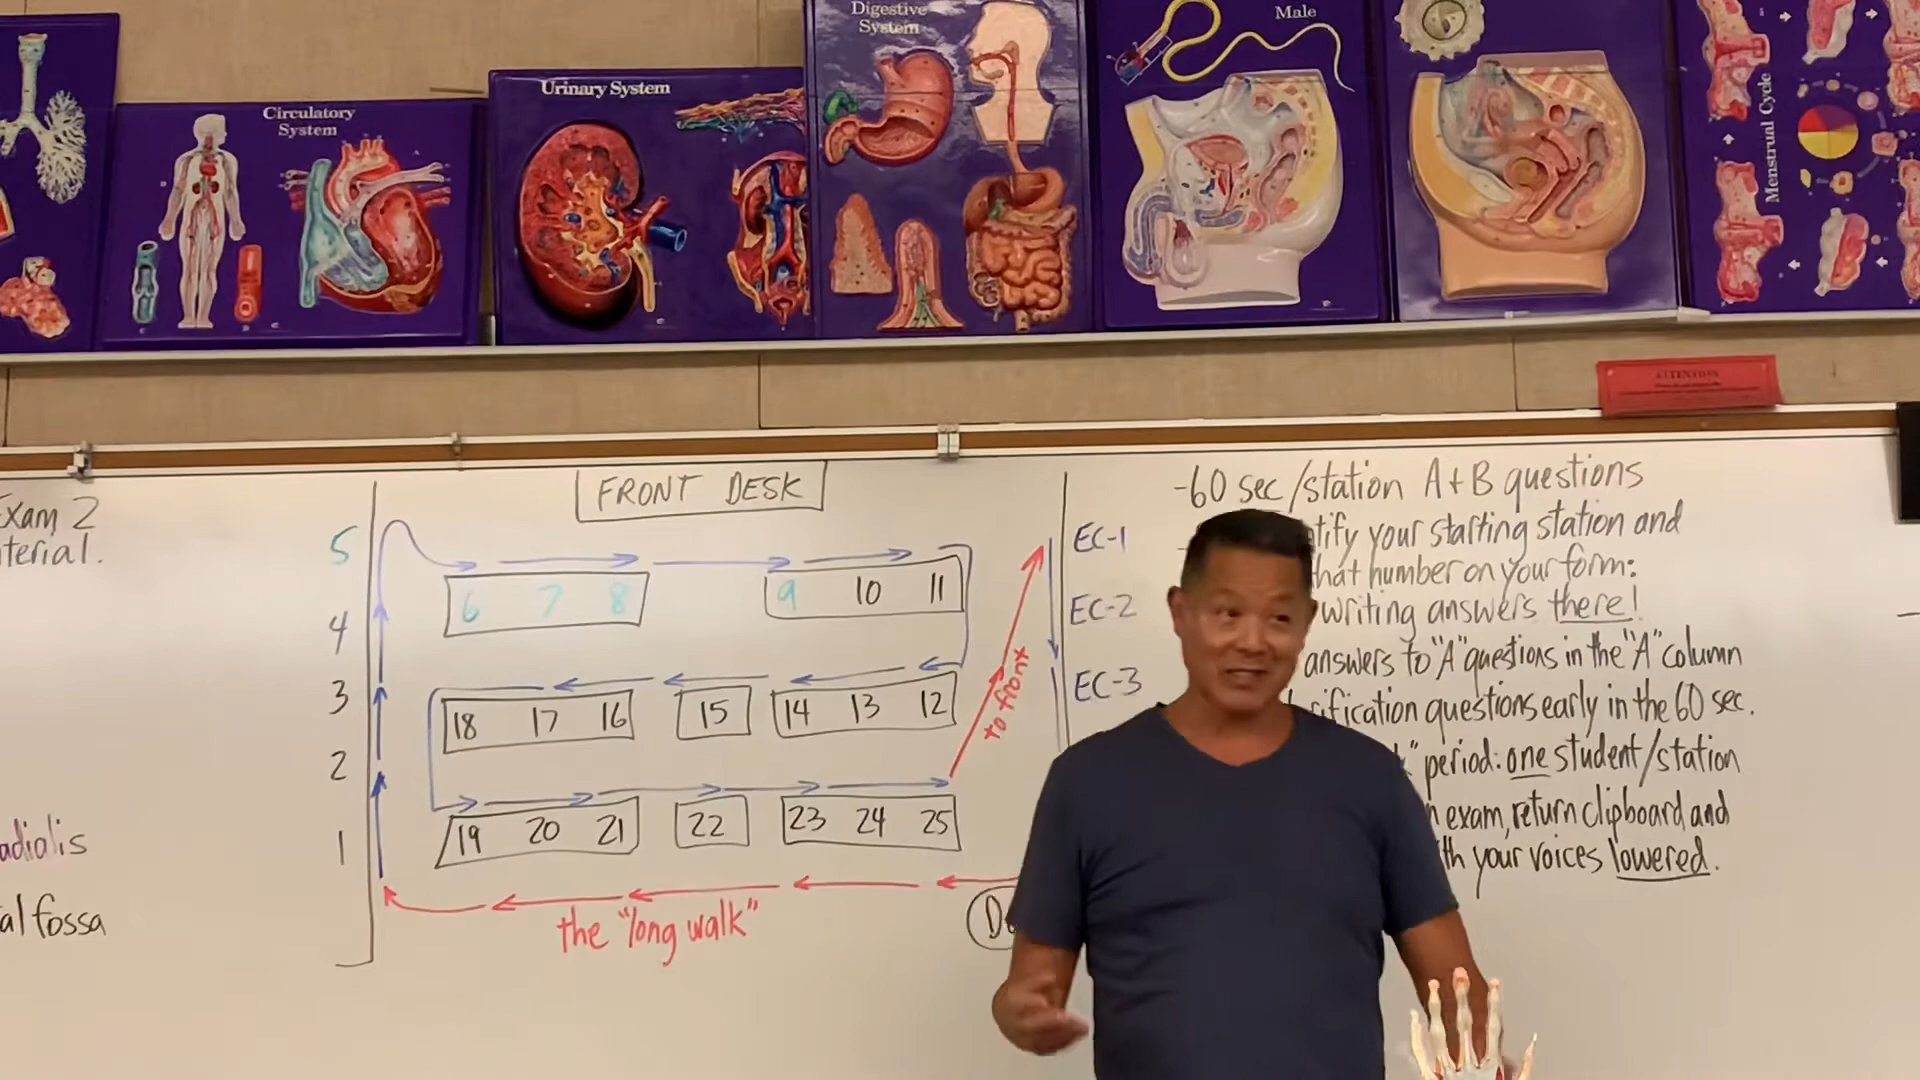 Circulatory
System
Urinary System
Digestive
System
Male
Menstrual Cycle
ATTENTION
Exam 2
terial.
adialis
al fossa
FRONT DESK
5
4
3
2
1
6 7 8
9 10 11
18 17 16 15 14 13 12
19 20 21 22 23 24 25
to front
the "long walk"
EC-1
EC-2
EC-3
-60 sec/station A+B questions
tify your starting station and
hat number on your form:
writing answers there!
answers to "A" questions in the "A" column
ification questions early in the 60 sec.
" period: one student/station
exam, return clipboard and
th your voices lowered.